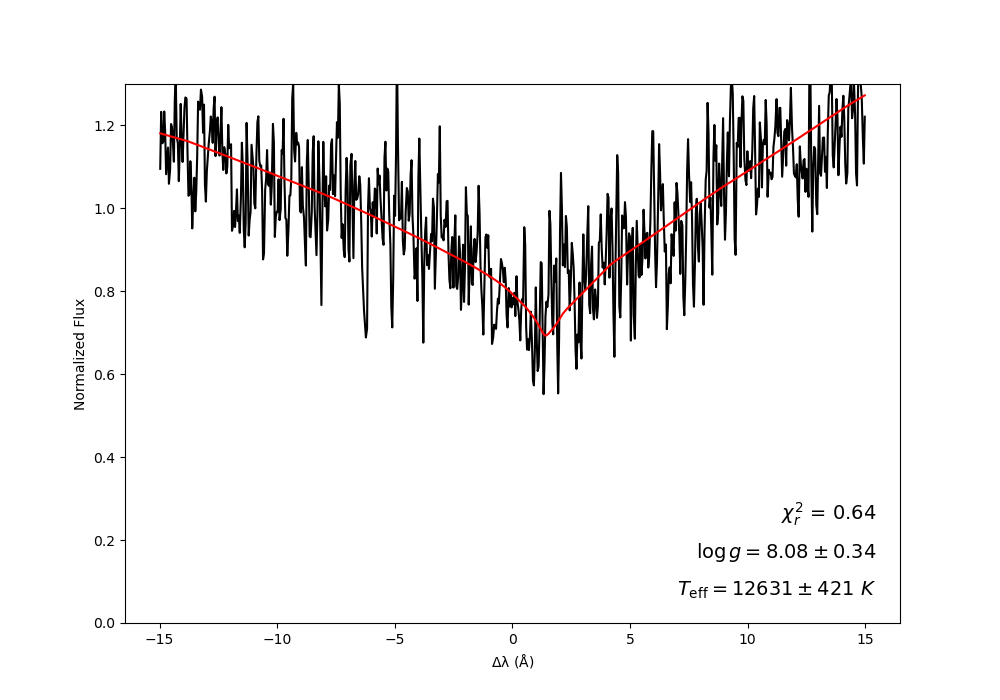 1.2
1.0
0.8
0.6
0.4
0.2
0.0
Normalized Flux
χ²ᵣ = 0.64
log g = 8.08 ± 0.34
T_eff = 12631 ± 421 K
−15 −10 −5 0 5 10 15
Δλ (Å)